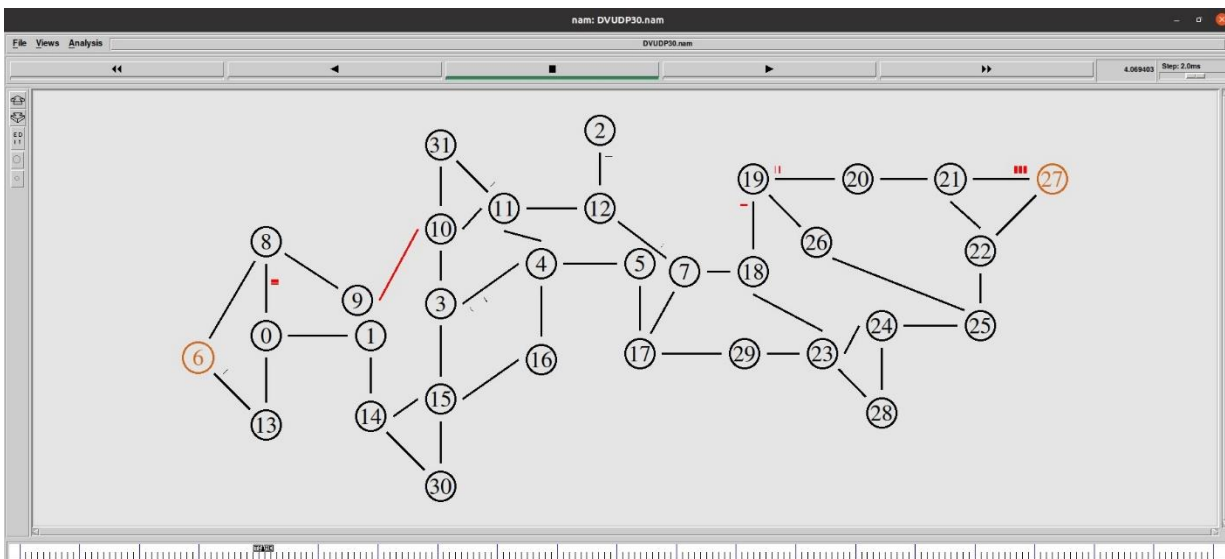 nam: DVUDP30.nam
File Views Analysis DVUDP30.nam
4.069403 Step: 2.0ms
E D
I T
2
31
19 20 21 27
11 12
10
8 26 22
4 5 7 18
9 3
0 1 24 25
6 16 17 29 23
15
13 14 28
30